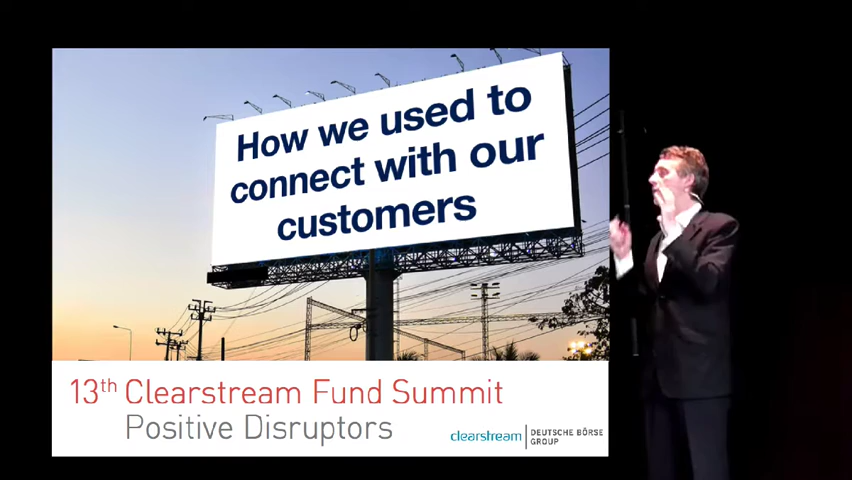 How we used to
connect with our
customers
13th Clearstream Fund Summit
Positive Disruptors
clearstream
DEUTSCHE BÖRSE
GROUP